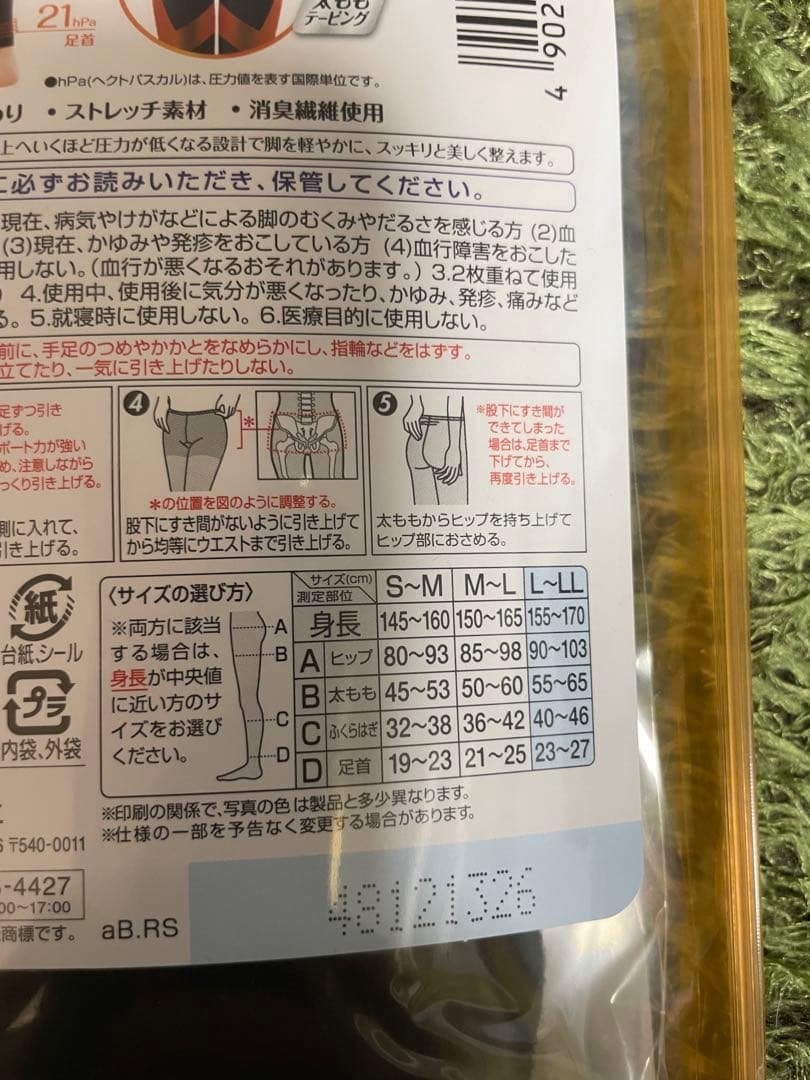 21hPa
足首
太もも
テーピング
4902
●hPa(ヘクトパスカル)は、圧力値を表す国際単位です。
・ストレッチ素材 ・消臭繊維使用
上へいくほど圧力が低くなる設計で脚を軽やかに、スッキリと美しく整えます。
に必ずお読みいただき、保管してください。
現在、病気やけがなどによる脚のむくみやだるさを感じる方 (2)血
(3)現在、かゆみや発疹をおこしている方 (4)血行障害をおこした
用しない。(血行が悪くなるおそれがあります。) 3.2枚重ねて使用
) 4.使用中、使用後に気分が悪くなったり、かゆみ、発疹、痛みなど
る。 5.就寝時に使用しない。 6.医療目的に使用しない。
前に、手足のつめやかかとをなめらかにし、指輪などをはずす。
立てたり、一気に引き上げたりしない。
足ずつ引き
げる。
ポート力が強い
め、注意しながら
っくり引き上げる。
側に入れて、
引き上げる。
4
*
*の位置を図のように調整する。
股下にすき間がないように引き上げて
から均等にウエストまで引き上げる。
5
※股下にすき間が
できてしまった
場合は、足首まで
下げてから、
再度引き上げる。
太ももからヒップを持ち上げて
ヒップ部におさめる。
紙
台紙、シール
プラ
内袋、外袋
〈サイズの選び方〉
※両方に該当
する場合は、
身長が中央値
に近い方のサ
イズをお選び
ください。
A
B
C
D
サイズ(cm) 測定部位 S〜M M〜L L〜LL
身長 145〜160 150〜165 155〜170
A ヒップ 80〜93 85〜98 90〜103
B 太もも 45〜53 50〜60 55〜65
C ふくらはぎ 32〜38 36〜42 40〜46
D 足首 19〜23 21〜25 23〜27
※印刷の関係で、写真の色は製品と多少異なります。
※仕様の一部を予告なく変更する場合があります。
6 〒540-0011
-4427
00〜17:00
商標です。 aB.RS
48121326